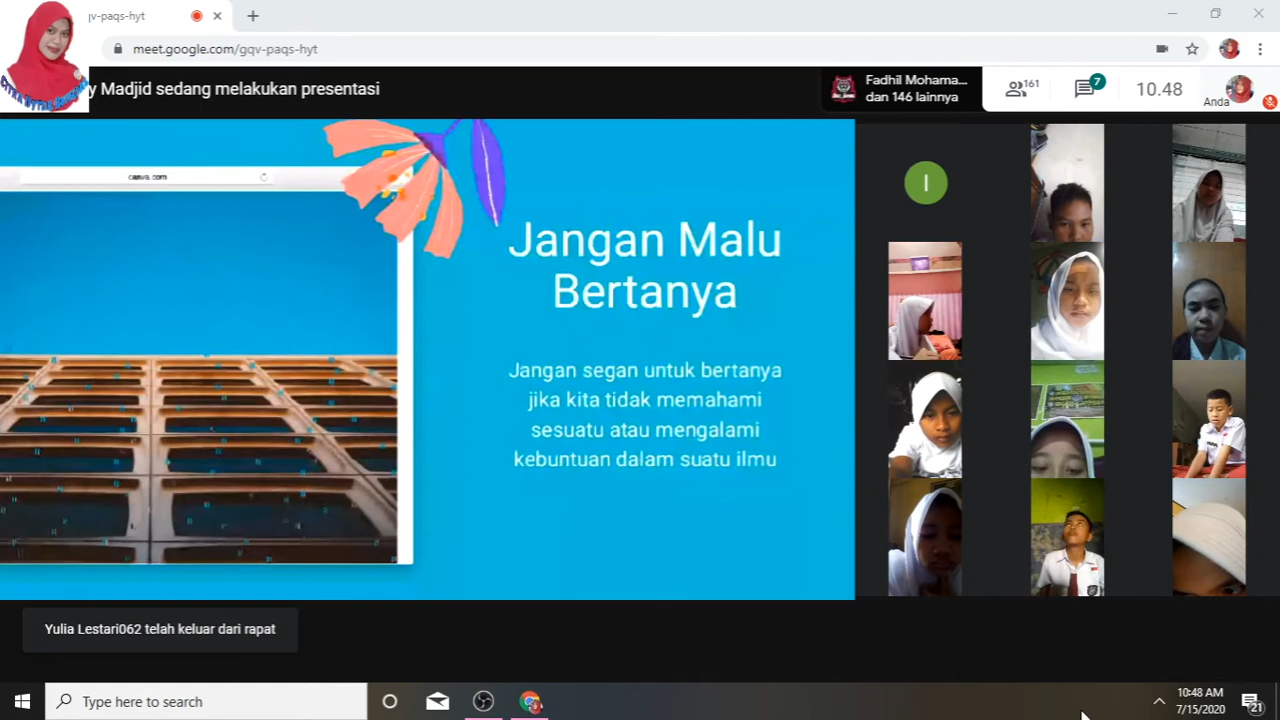 qv-paqs-hyt
meet.google.com/gqv-paqs-hyt
y Madjid sedang melakukan presentasi
Fadhil Mohama...
dan 146 lainnya
161
7
10.48
Anda
canva.com
I
Jangan Malu
Bertanya
Jangan segan untuk bertanya
jika kita tidak memahami
sesuatu atau mengalami
kebuntuan dalam suatu ilmu
Yulia Lestari062 telah keluar dari rapat
Type here to search
10:48 AM
7/15/2020
21